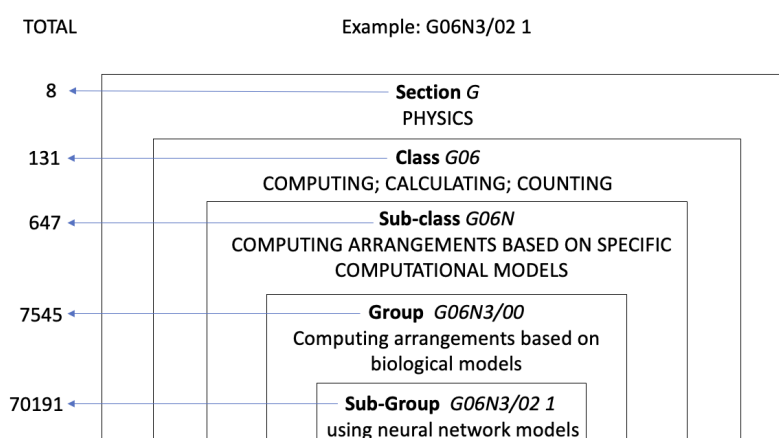 TOTAL
Example: G06N3/02 1
8
Section G
PHYSICS
131
Class G06
COMPUTING; CALCULATING; COUNTING
647
Sub-class G06N
COMPUTING ARRANGEMENTS BASED ON SPECIFIC
COMPUTATIONAL MODELS
7545
Group G06N3/00
Computing arrangements based on
biological models
70191
Sub-Group G06N3/02 1
using neural network models